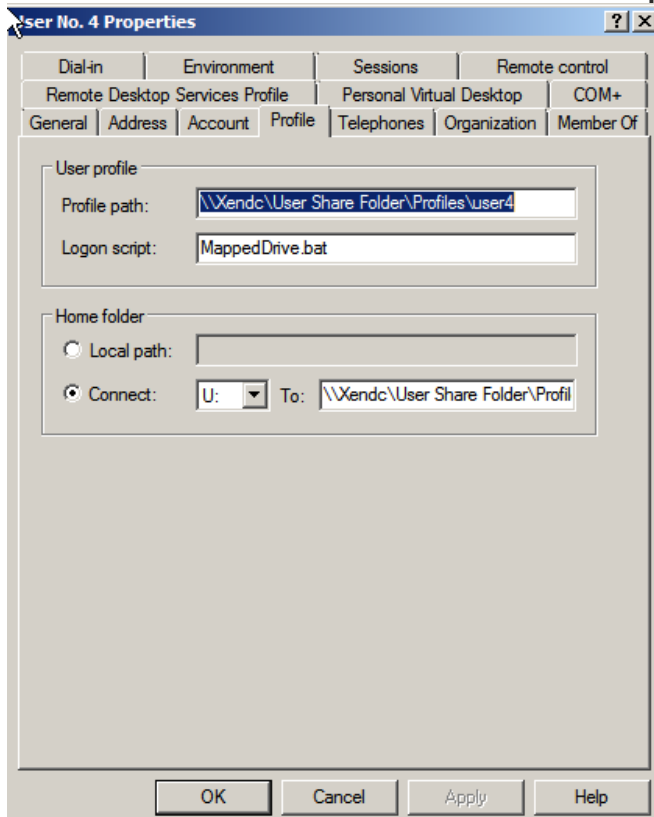 User No. 4 Properties
Dial-in Environment Sessions Remote control
Remote Desktop Services Profile Personal Virtual Desktop COM+
General Address Account Profile Telephones Organization Member Of
User profile
Profile path: \\Xendc\User Share Folder\Profiles\user4
Logon script: MappedDrive.bat
Home folder
Local path:
Connect: U: To: \\Xendc\User Share Folder\Profil
OK Cancel Apply Help